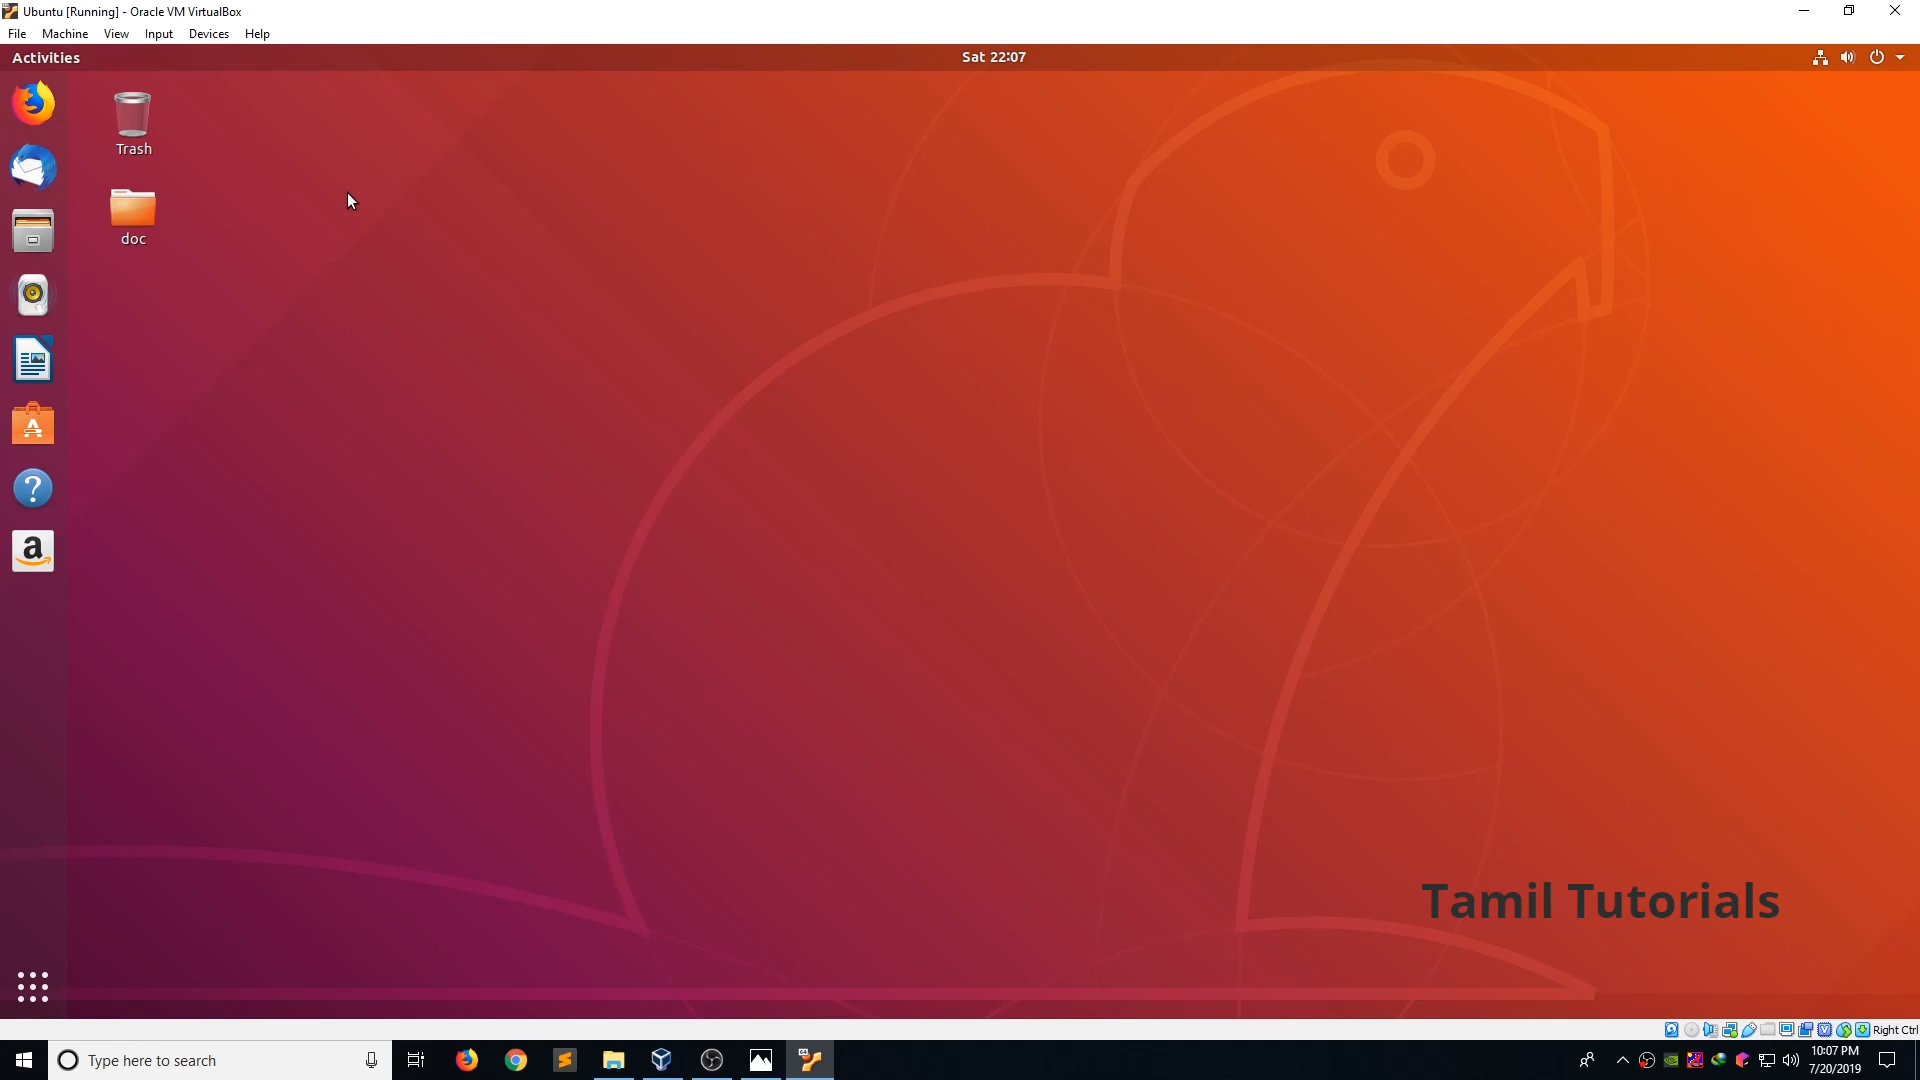 Ubuntu [Running] - Oracle VM VirtualBox
File Machine View Input Devices Help
Activities
Sat 22:07
Trash
doc
Tamil Tutorials
Right Ctrl
Type here to search
10:07 PM
7/20/2019